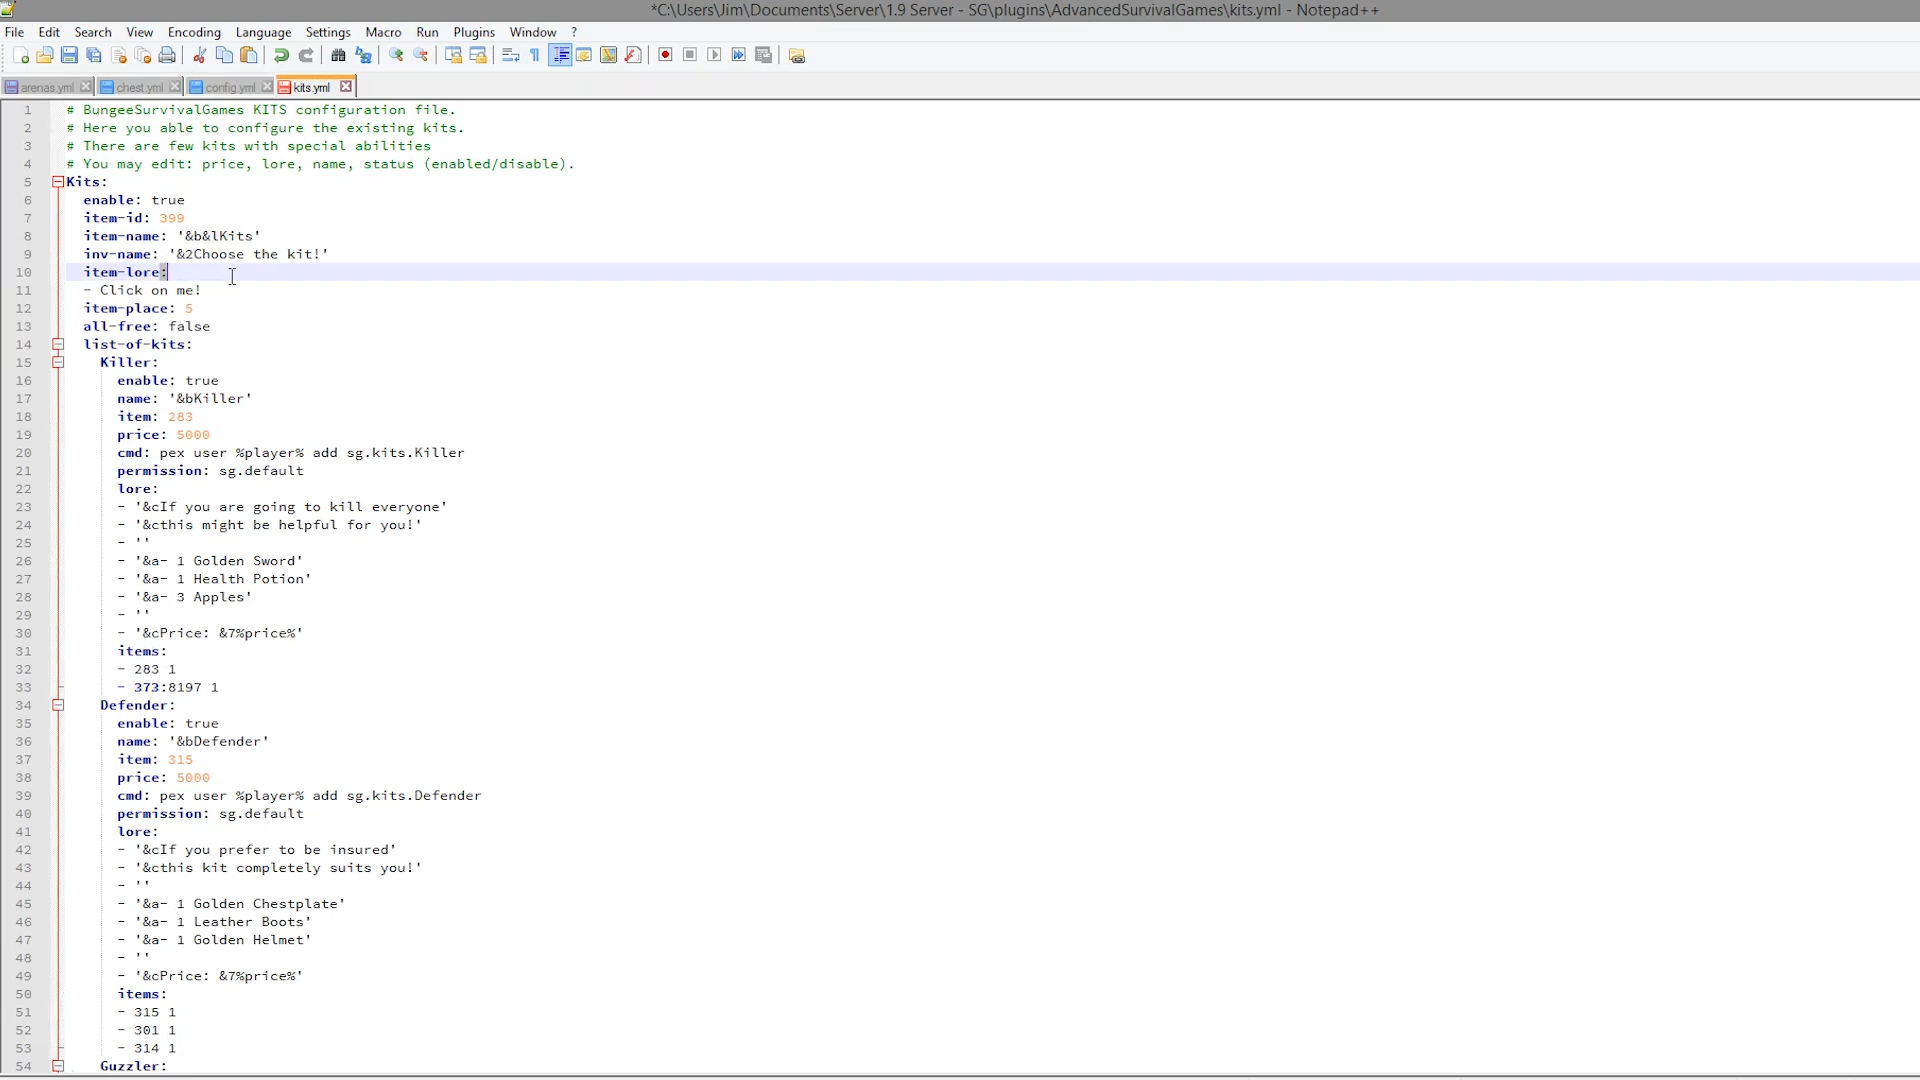 *C:\Users\Jim\Documents\Server\1.9 Server - SG\plugins\AdvancedSurvivalGames\kits.yml - Notepad++
File Edit Search View Encoding Language Settings Macro Run Plugins Window ?
arenas.yml chest.yml config.yml kits.yml
1 # BungeeSurvivalGames KITS configuration file.
2 # Here you able to configure the existing kits.
3 # There are few kits with special abilities
4 # You may edit: price, lore, name, status (enabled/disable).
5 Kits:
6 enable: true
7 item-id: 399
8 item-name: '&b&lKits'
9 inv-name: '&2Choose the kit!'
10 item-lore:
11 - Click on me!
12 item-place: 5
13 all-free: false
14 list-of-kits:
15 Killer:
16 enable: true
17 name: '&bKiller'
18 item: 283
19 price: 5000
20 cmd: pex user %player% add sg.kits.Killer
21 permission: sg.default
22 lore:
23 - '&cIf you are going to kill everyone'
24 - '&cthis might be helpful for you!'
25 - ''
26 - '&a- 1 Golden Sword'
27 - '&a- 1 Health Potion'
28 - '&a- 3 Apples'
29 - ''
30 - '&cPrice: &7%price%'
31 items:
32 - 283 1
33 - 373:8197 1
34 Defender:
35 enable: true
36 name: '&bDefender'
37 item: 315
38 price: 5000
39 cmd: pex user %player% add sg.kits.Defender
40 permission: sg.default
41 lore:
42 - '&cIf you prefer to be insured'
43 - '&cthis kit completely suits you!'
44 - ''
45 - '&a- 1 Golden Chestplate'
46 - '&a- 1 Leather Boots'
47 - '&a- 1 Golden Helmet'
48 - ''
49 - '&cPrice: &7%price%'
50 items:
51 - 315 1
52 - 301 1
53 - 314 1
54 Guzzler: